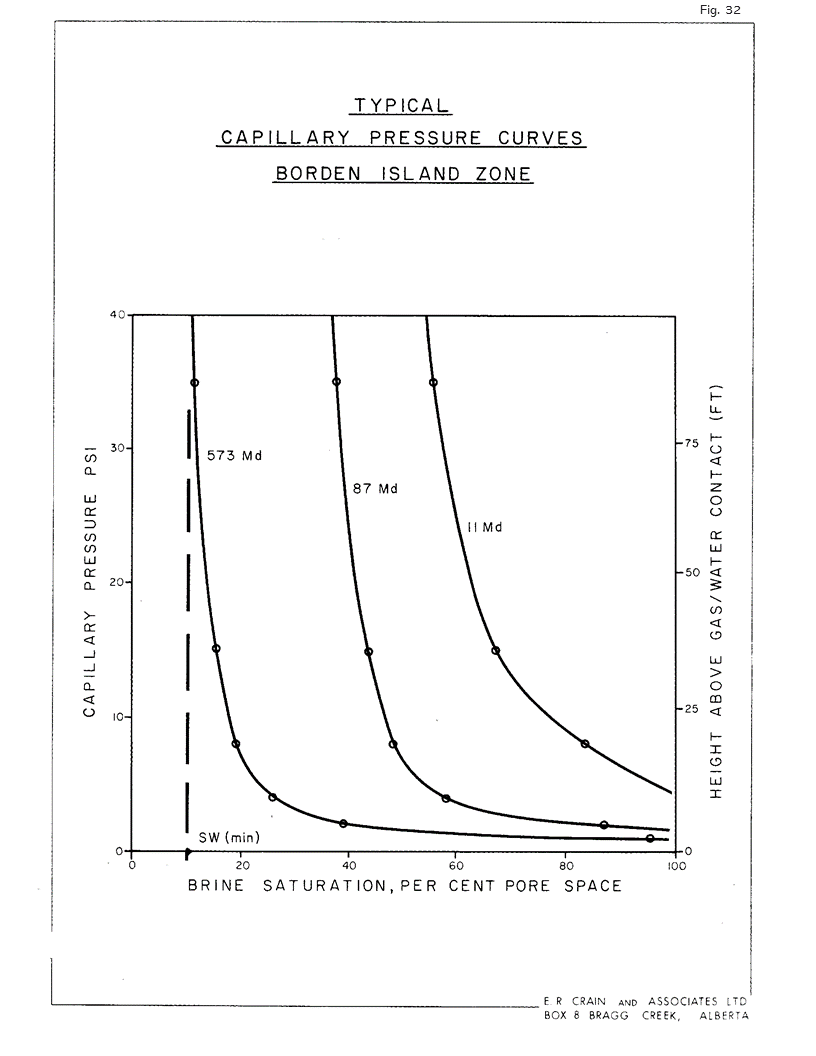 Fig. 32
TYPICAL
CAPILLARY PRESSURE CURVES
BORDEN ISLAND ZONE
40
30
20
10
0
CAPILLARY PRESSURE PSI
573 Md
87 Md
11 Md
SW (min)
75
50
25
0
HEIGHT ABOVE GAS/WATER CONTACT (FT)
0 20 40 60 80 100
BRINE SATURATION, PER CENT PORE SPACE
E. R CRAIN AND ASSOCIATES LTD
BOX 8 BRAGG CREEK, ALBERTA